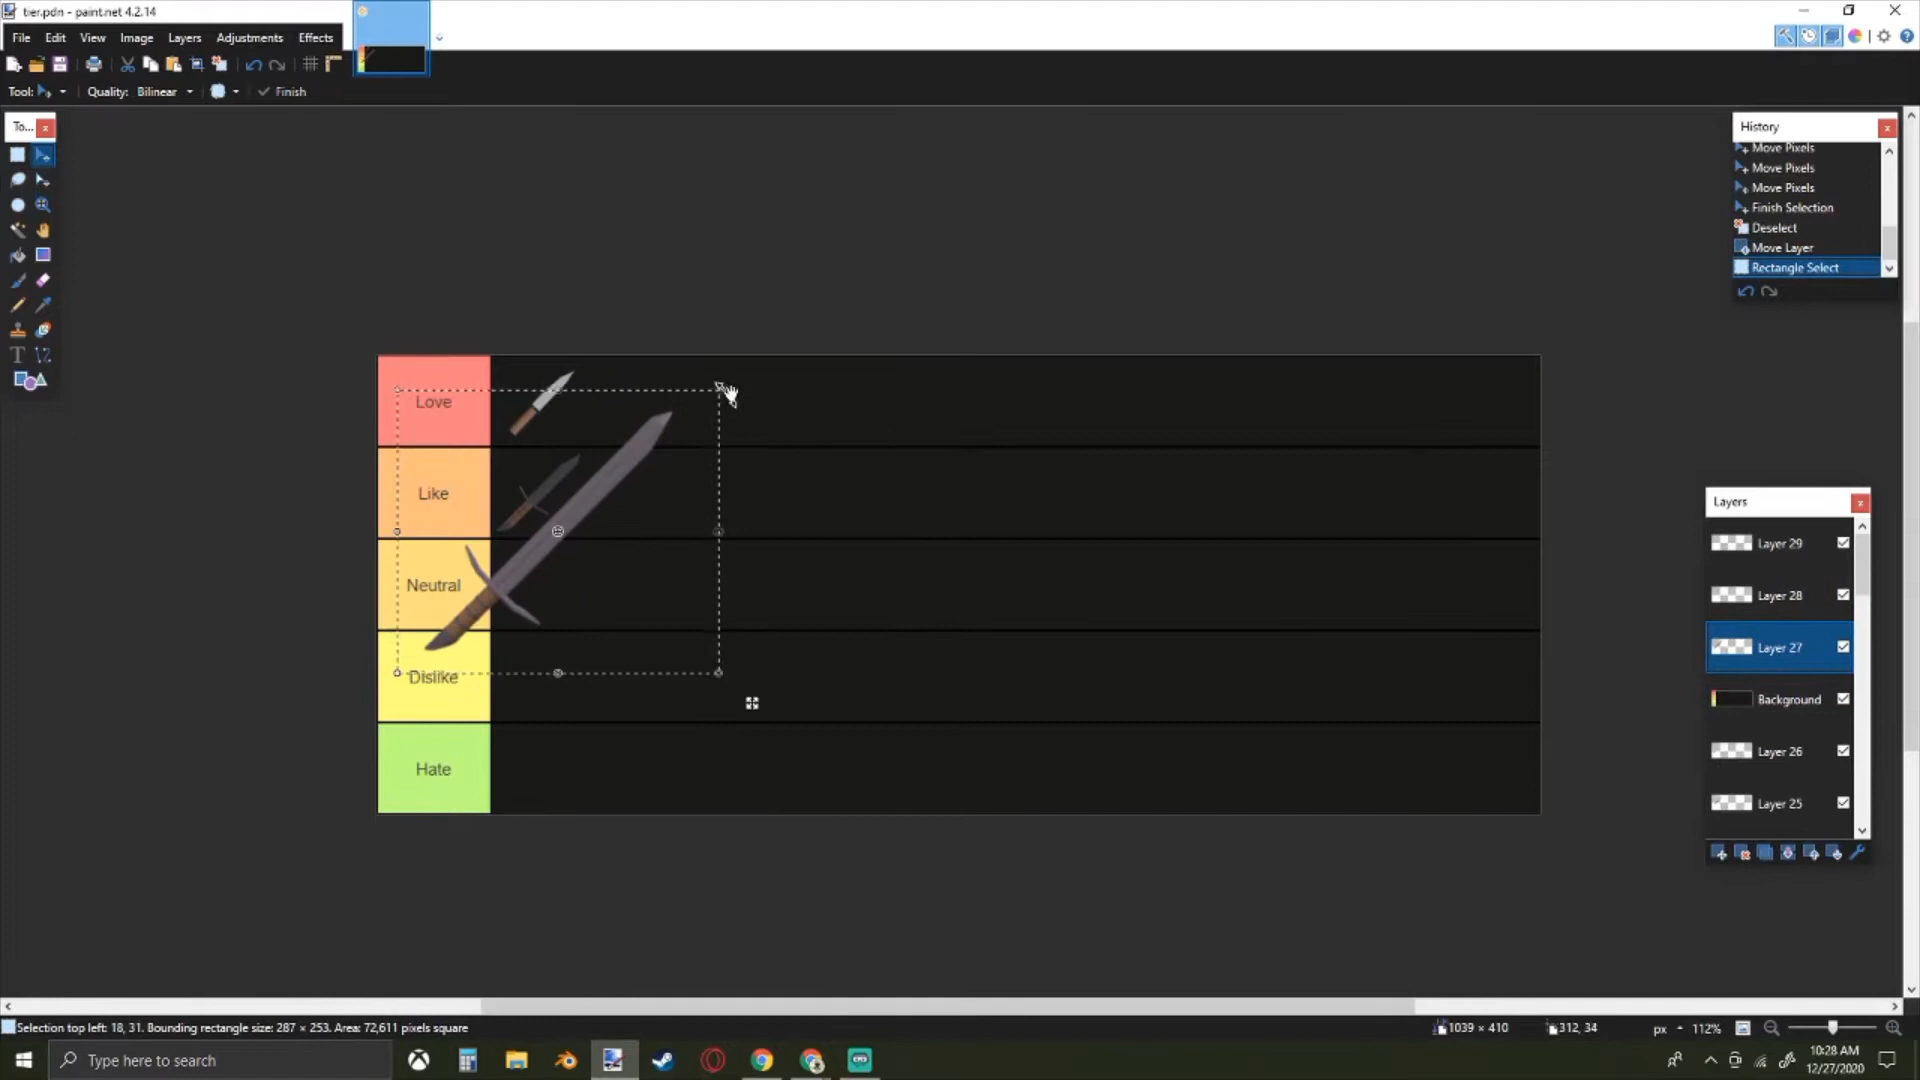 tier.pdn - paint.net 4.2.14
File Edit View Image Layers Adjustments Effects
Tool: Quality: Bilinear Finish
To...
History
Move Pixels
Move Pixels
Move Pixels
Finish Selection
Deselect
Move Layer
Rectangle Select
Love
Like
Neutral
Dislike
Hate
Layers
Layer 29
Layer 28
Layer 27
Background
Layer 26
Layer 25
Selection top left: 18, 31. Bounding rectangle size: 287 × 253. Area: 72,611 pixels square
1039 × 410
312, 34
px
112%
Type here to search
10:28 AM
12/27/2020